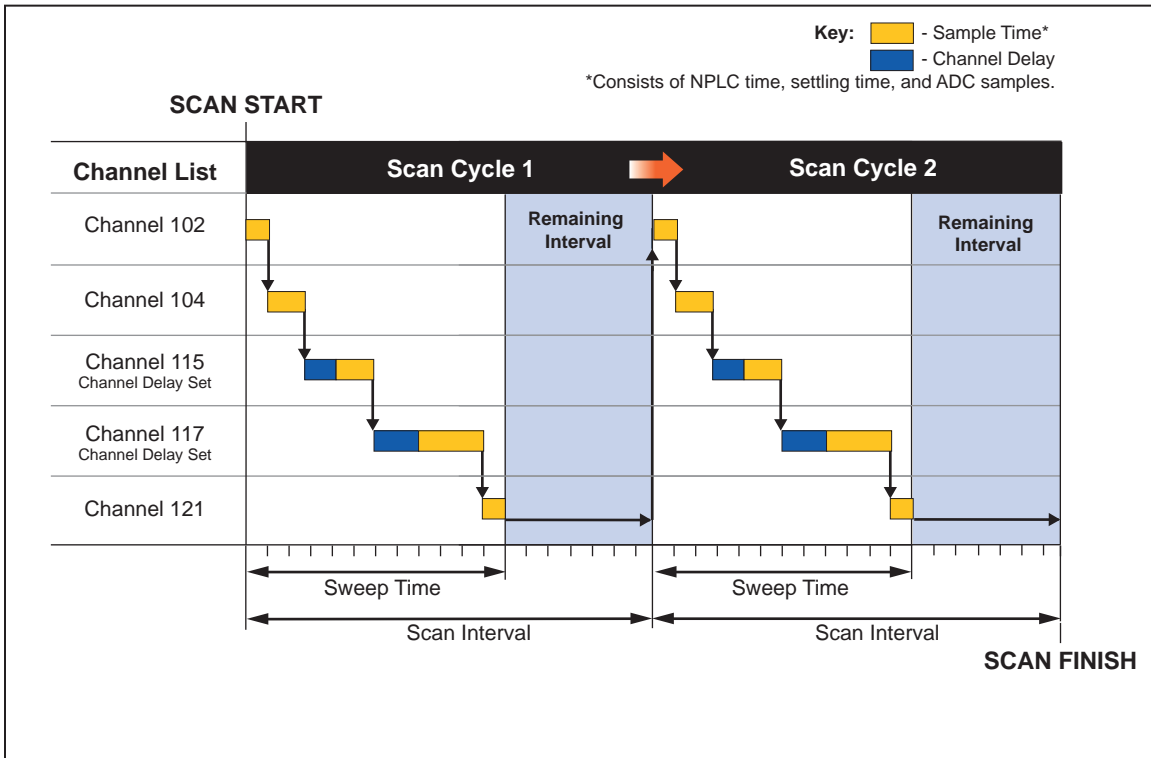 Key: - Sample Time*
- Channel Delay
*Consists of NPLC time, settling time, and ADC samples.
SCAN START
Channel List
Scan Cycle 1
Scan Cycle 2
Channel 102
Remaining
Interval
Remaining
Interval
Channel 104
Channel 115
Channel Delay Set
Channel 117
Channel Delay Set
Channel 121
Sweep Time
Sweep Time
Scan Interval
Scan Interval
SCAN FINISH